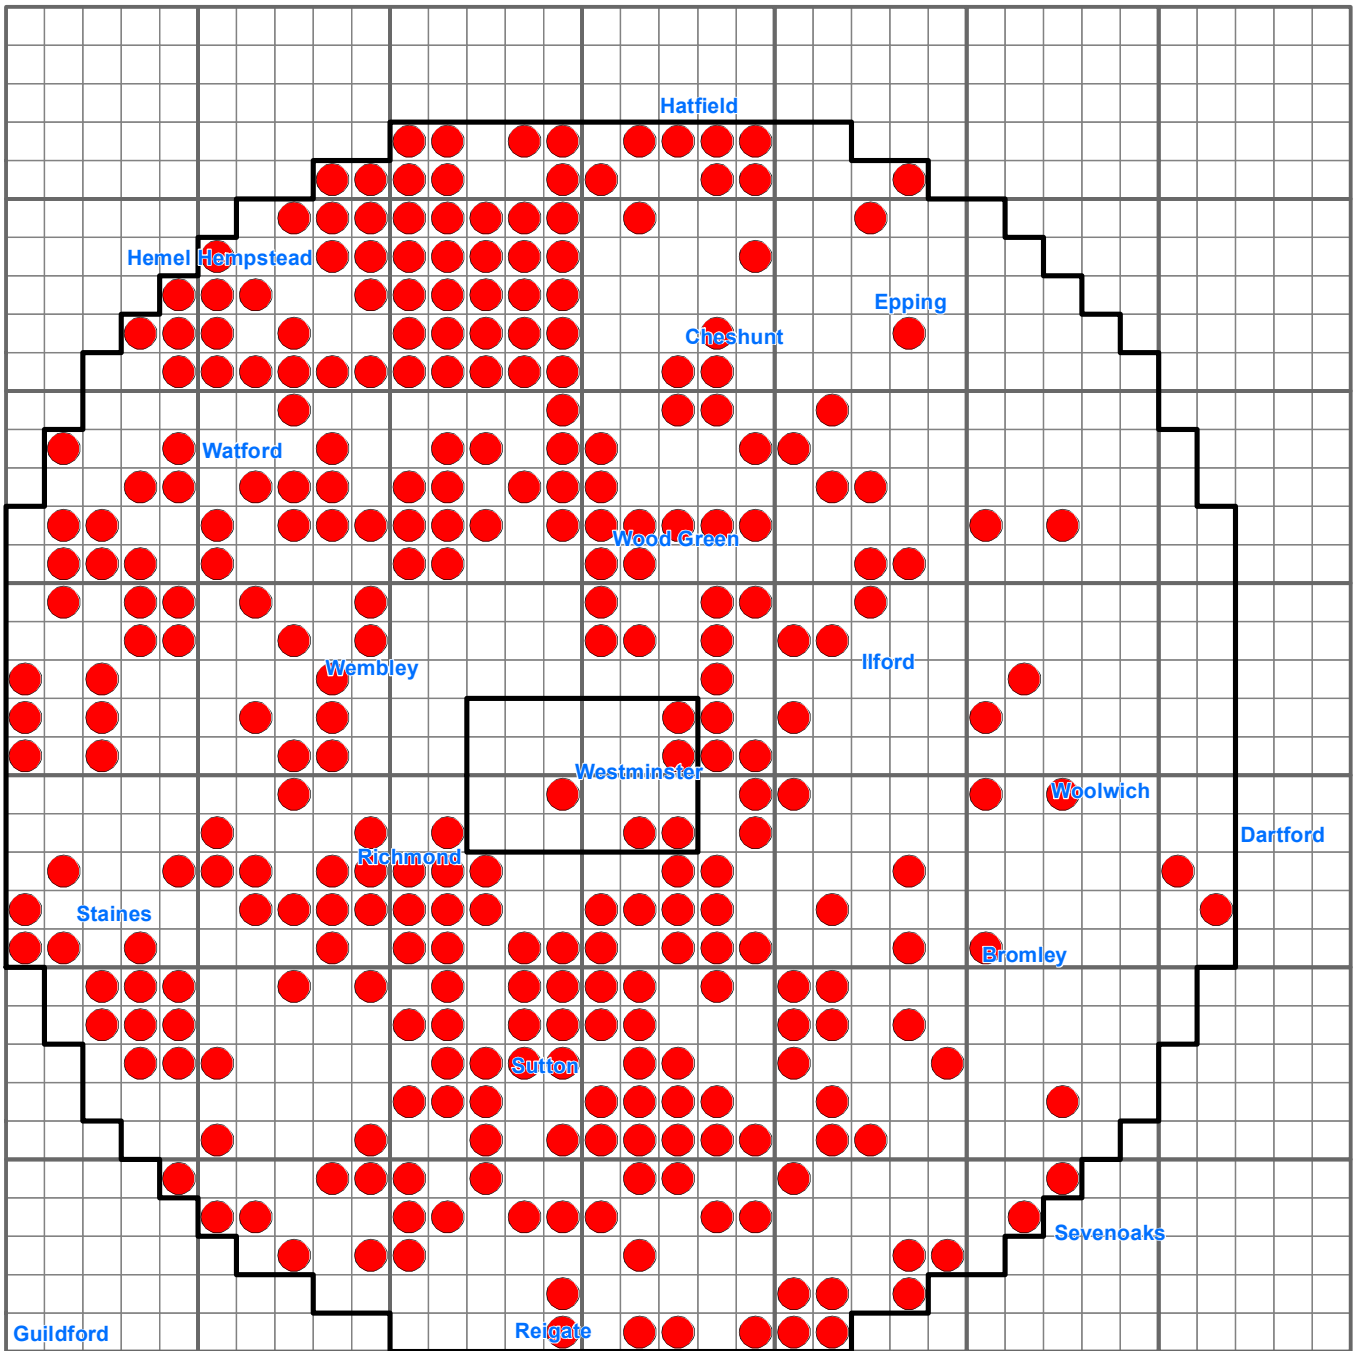 Hatfield
Hemel Hempstead
Epping
Cheshunt
Watford
Wood Green
Ilford
Wembley
Westminster
Woolwich
Dartford
Richmond
Staines
Bromley
Sutton
Sevenoaks
Reigate
Guildford